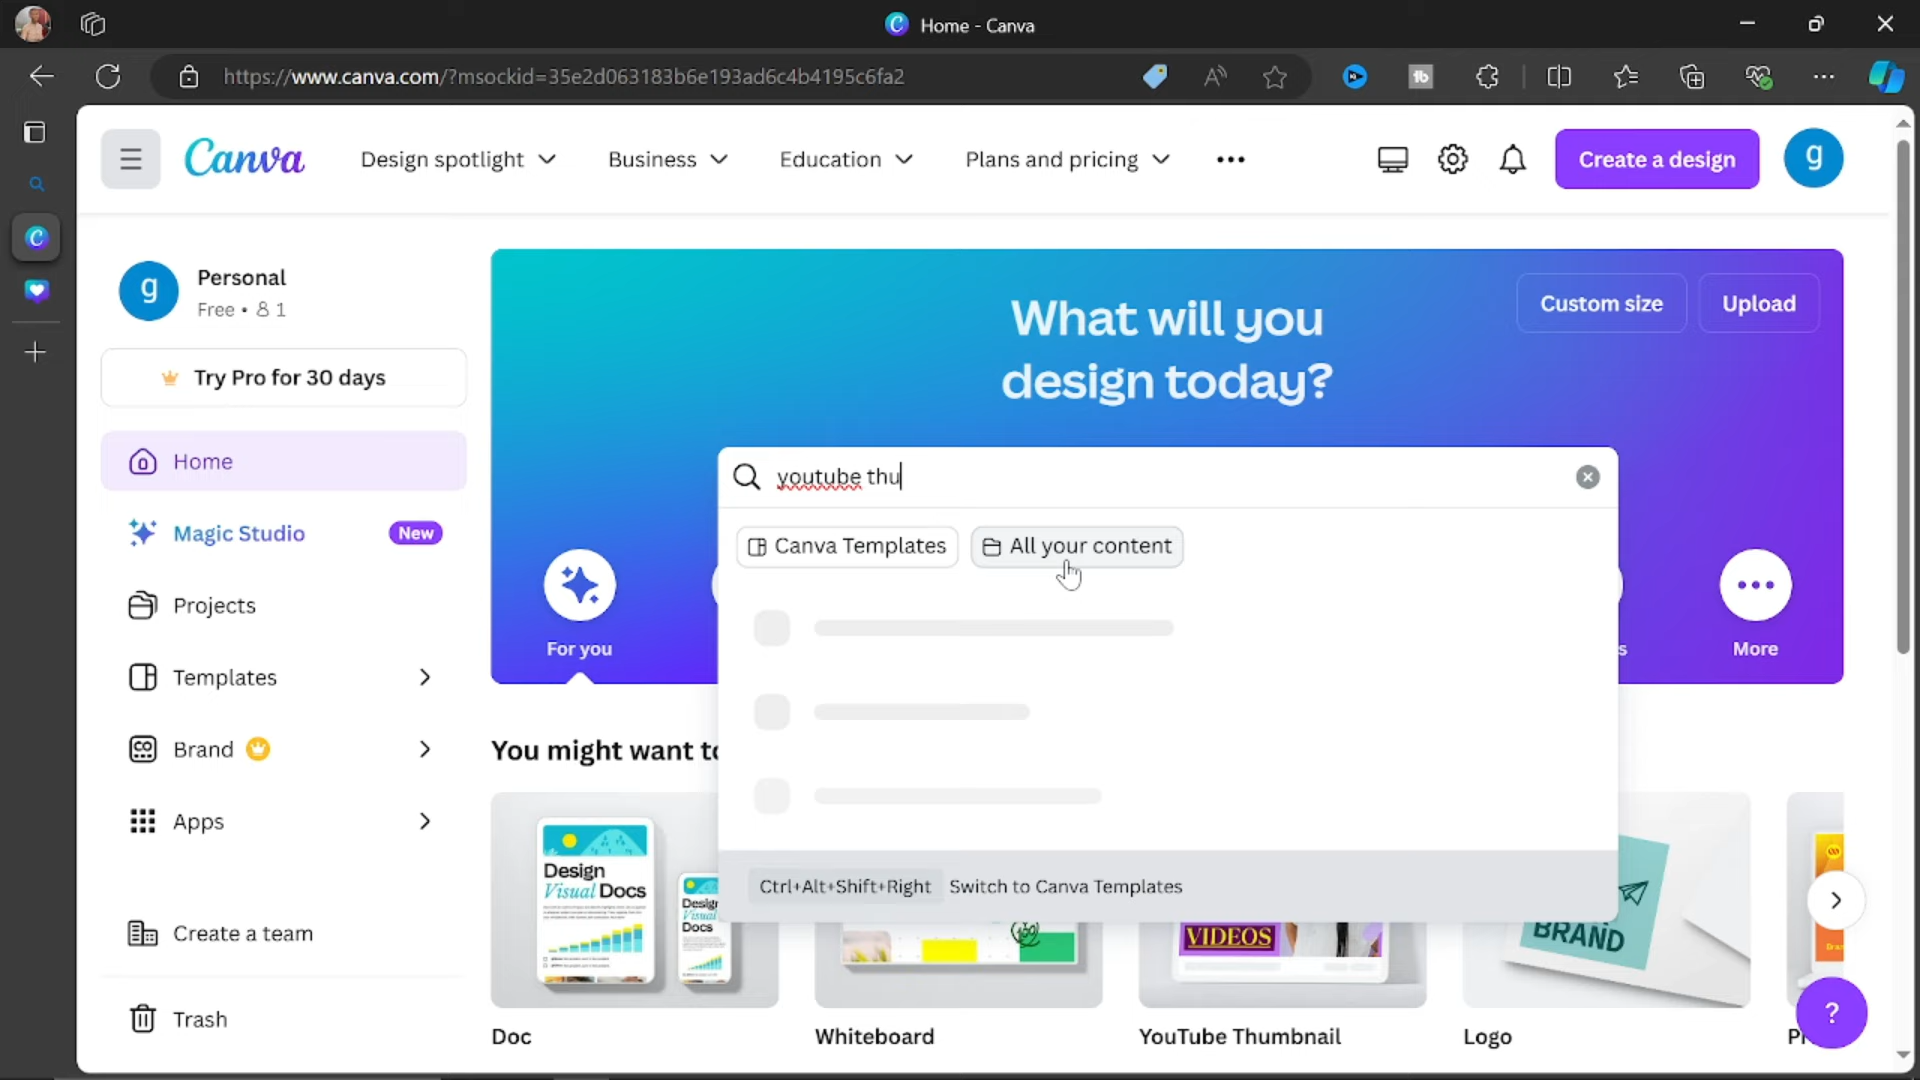 Home - Canva
https://www.canva.com/?msockid=35e2d063183b6e193ad6c4b4195c6fa2
Canva
Design spotlight
Business
Education
Plans and pricing
Create a design
g
g
Personal
Free • 1
Try Pro for 30 days
Home
Magic Studio
New
Projects
Templates
Brand
Apps
Create a team
Trash
What will you
design today?
Custom size
Upload
youtube thu
Canva Templates
All your content
For you
s
More
Ctrl+Alt+Shift+Right Switch to Canva Templates
You might want to
Design
Visual Docs
Design
Visual
Docs
VIDEOS
BRAND
Doc
Whiteboard
YouTube Thumbnail
Logo
?